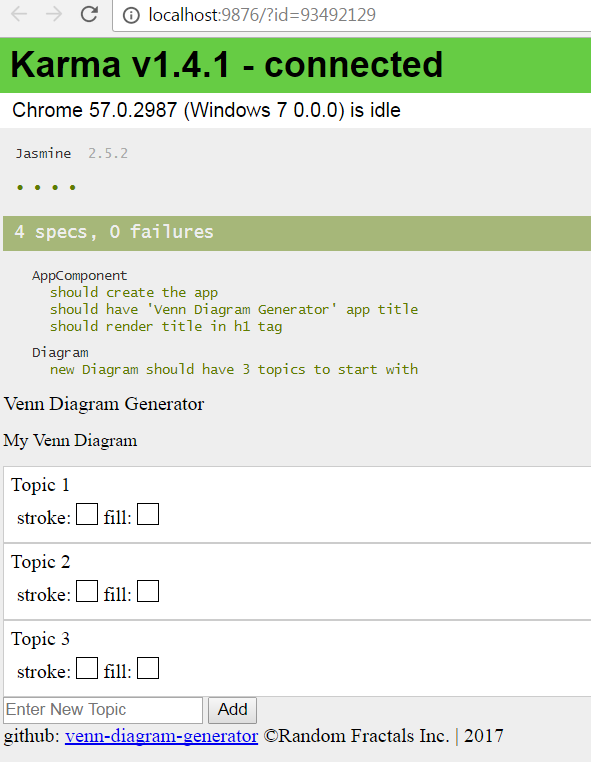 localhost:9876/?id=93492129
Karma v1.4.1 - connected
Chrome 57.0.2987 (Windows 7 0.0.0) is idle
Jasmine 2.5.2
• • • •
4 specs, 0 failures
AppComponent
should create the app
should have 'Venn Diagram Generator' app title
should render title in h1 tag
Diagram
new Diagram should have 3 topics to start with
Venn Diagram Generator
My Venn Diagram
Topic 1
stroke: fill:
Topic 2
stroke: fill:
Topic 3
stroke: fill:
Enter New Topic Add
github: venn-diagram-generator ©Random Fractals Inc. | 2017